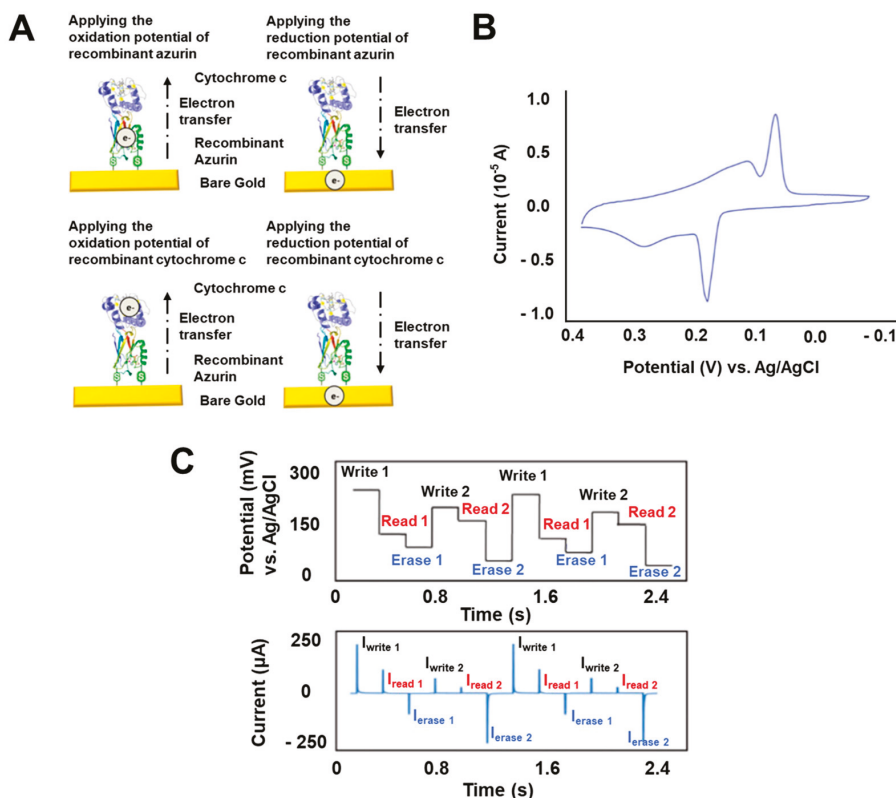 A
Applying the
oxidation potential of
recombinant azurin
Cytochrome c
Electron
transfer
e-
Recombinant
Azurin
S S
Bare Gold
Applying the
reduction potential of
recombinant azurin
Electron
transfer
S S
e-
Applying the
oxidation potential of
recombinant cytochrome c
Cytochrome c
e-
Electron
transfer
Recombinant
Azurin
S S
Bare Gold
Applying the
reduction potential of
recombinant cytochrome c
Electron
transfer
S S
e-
B
Current (10-5 A)
1.0
0.5
0.0
- 0.5
- 1.0
0.4 0.3 0.2 0.1 0.0 - 0.1
Potential (V) vs. Ag/AgCl
C
Potential (mV)
vs. Ag/AgCl
300
150
0
Write 1
Read 1
Erase 1
Write 2
Read 2
Erase 2
Write 1
Read 1
Erase 1
Write 2
Read 2
Erase 2
0 0.8 1.6 2.4
Time (s)
Current (µA)
250
0
- 250
Iwrite 1
Iread 1
Ierase 1
Iwrite 2
Iread 2
Ierase 2
Iwrite 1
Iread 1
Ierase 1
Iwrite 2
Iread 2
Ierase 2
0 0.8 1.6 2.4
Time (s)